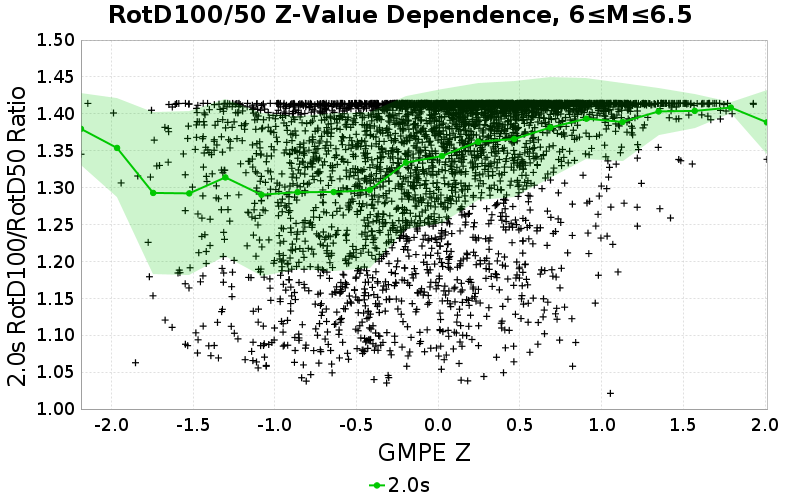 RotD100/50 Z-Value Dependence, 6≤M≤6.5
2.0s RotD100/RotD50 Ratio
1.50
1.45
1.40
1.35
1.30
1.25
1.20
1.15
1.10
1.05
1.00
-2.0 -1.5 -1.0 -0.5 0.0 0.5 1.0 1.5 2.0
GMPE Z
2.0s